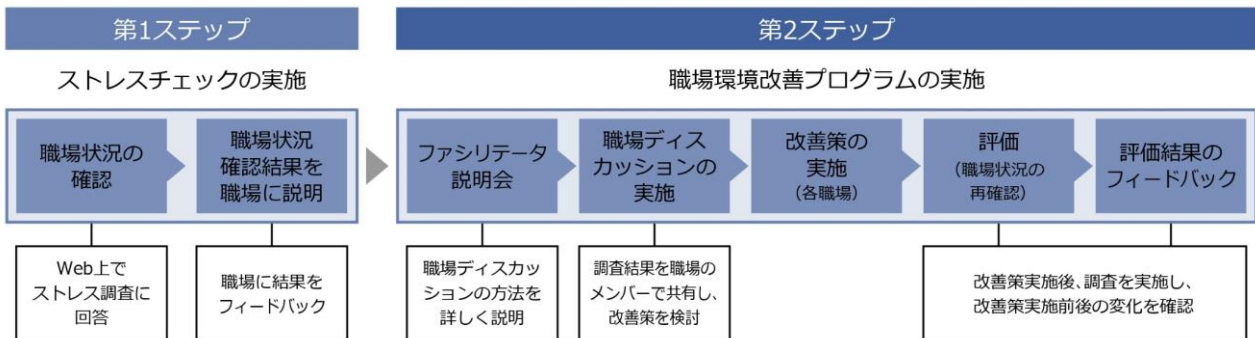 第1ステップ
第2ステップ
ストレスチェックの実施
職場環境改善プログラムの実施
職場状況の
確認
職場状況
確認結果を
職場に説明
ファシリテータ
説明会
職場ディス
カッションの
実施
改善策の
実施
(各職場)
評価
(職場状況の
再確認)
評価結果の
フィードバック
Web上で
ストレス調査に
回答
職場に結果を
フィードバック
職場ディスカッ
ションの方法を
詳しく説明
調査結果を職場の
メンバーで共有し、
改善策を検討
改善策実施後、調査を実施し、
改善策実施前後の変化を確認